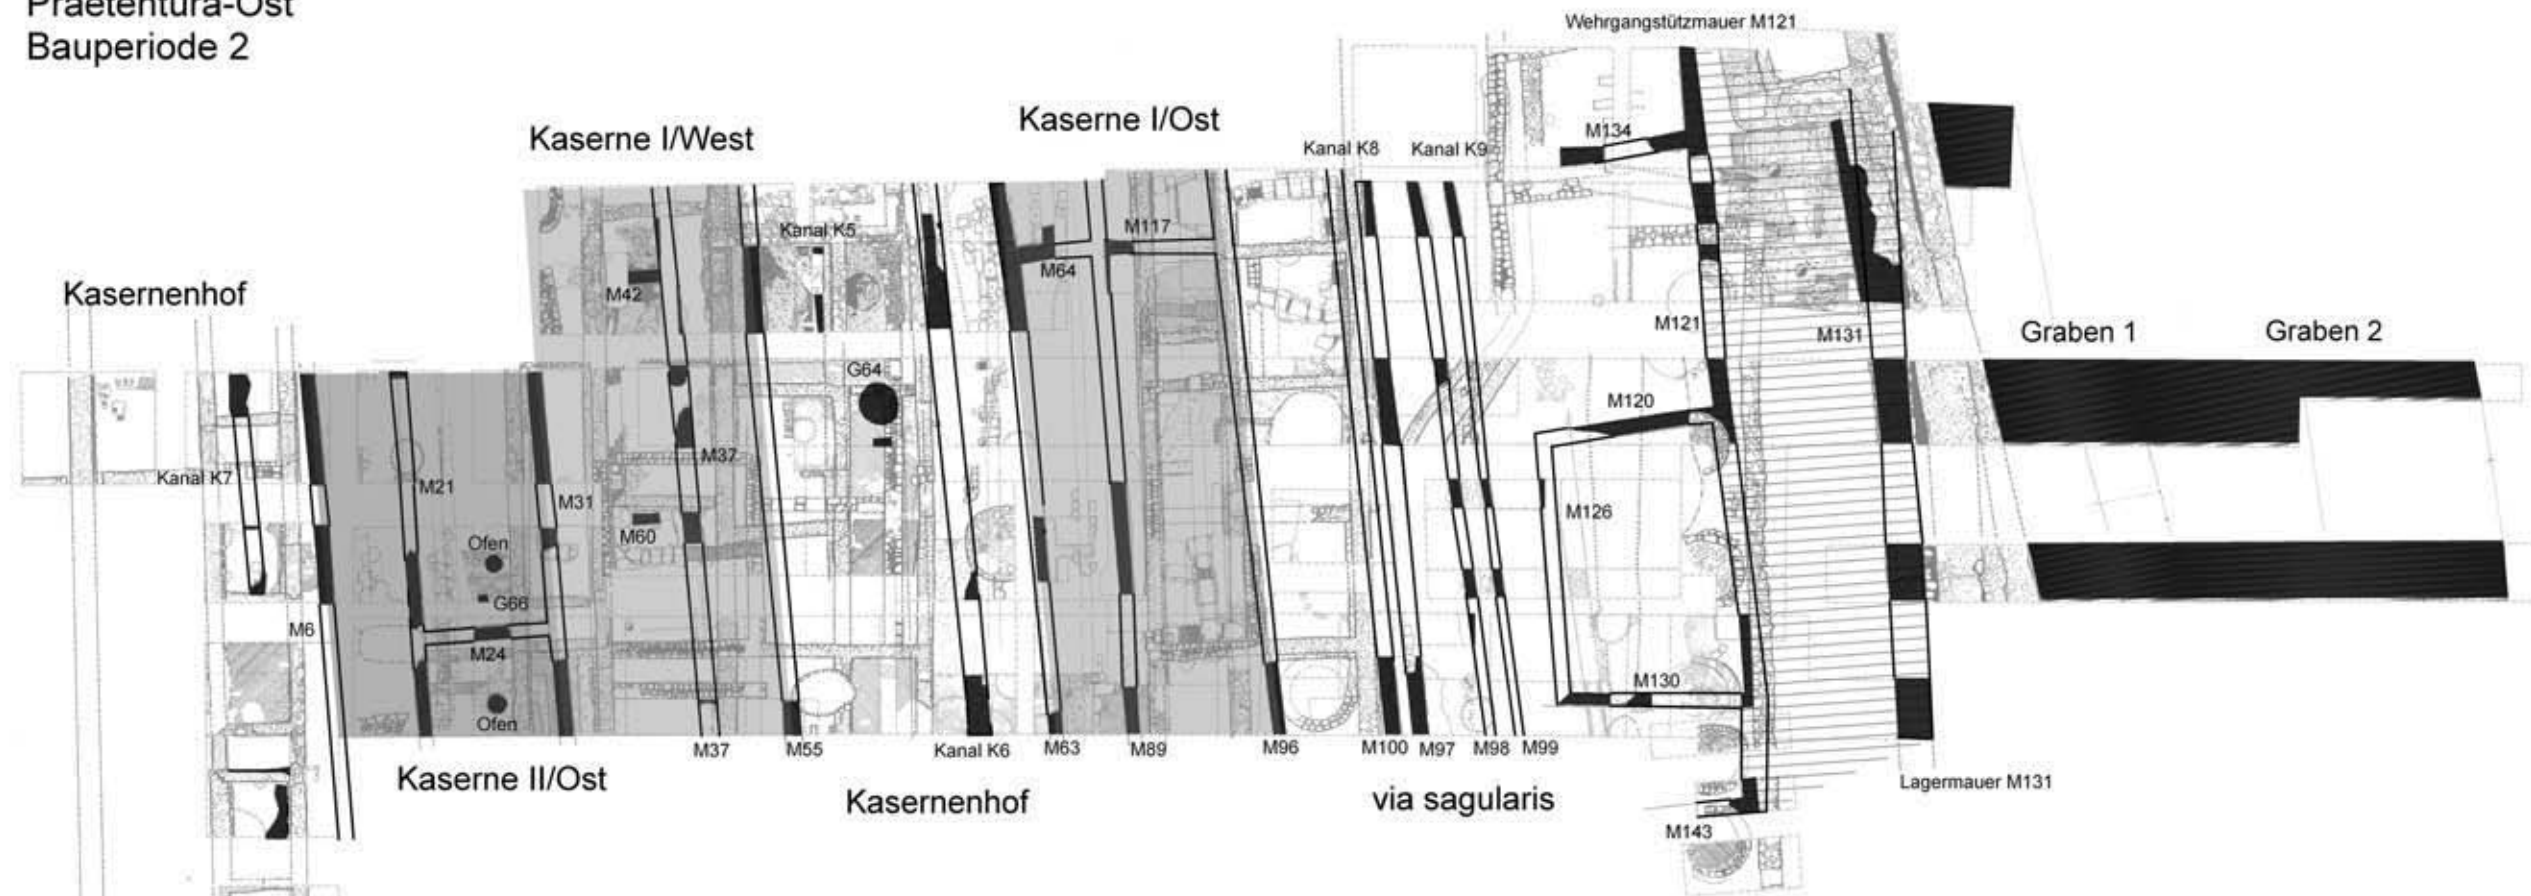 Praetentura-Ost
Bauperiode 2
Wehrgangstützmauer M121
Kaserne I/West
Kaserne I/Ost
Kanal K8
Kanal K9
M134
Kanal K5
M117
M64
M42
Kasernenhof
M121
M131
Graben 1
Graben 2
G64
M120
M37
Kanal K7
M21
M31
M126
M60
Ofen
G66
M6
M24
M130
Ofen
M37
M55
Kanal K6
M63
M89
M96
M100
M97
M98
M99
Kaserne II/Ost
Kasernenhof
via sagularis
Lagermauer M131
M143